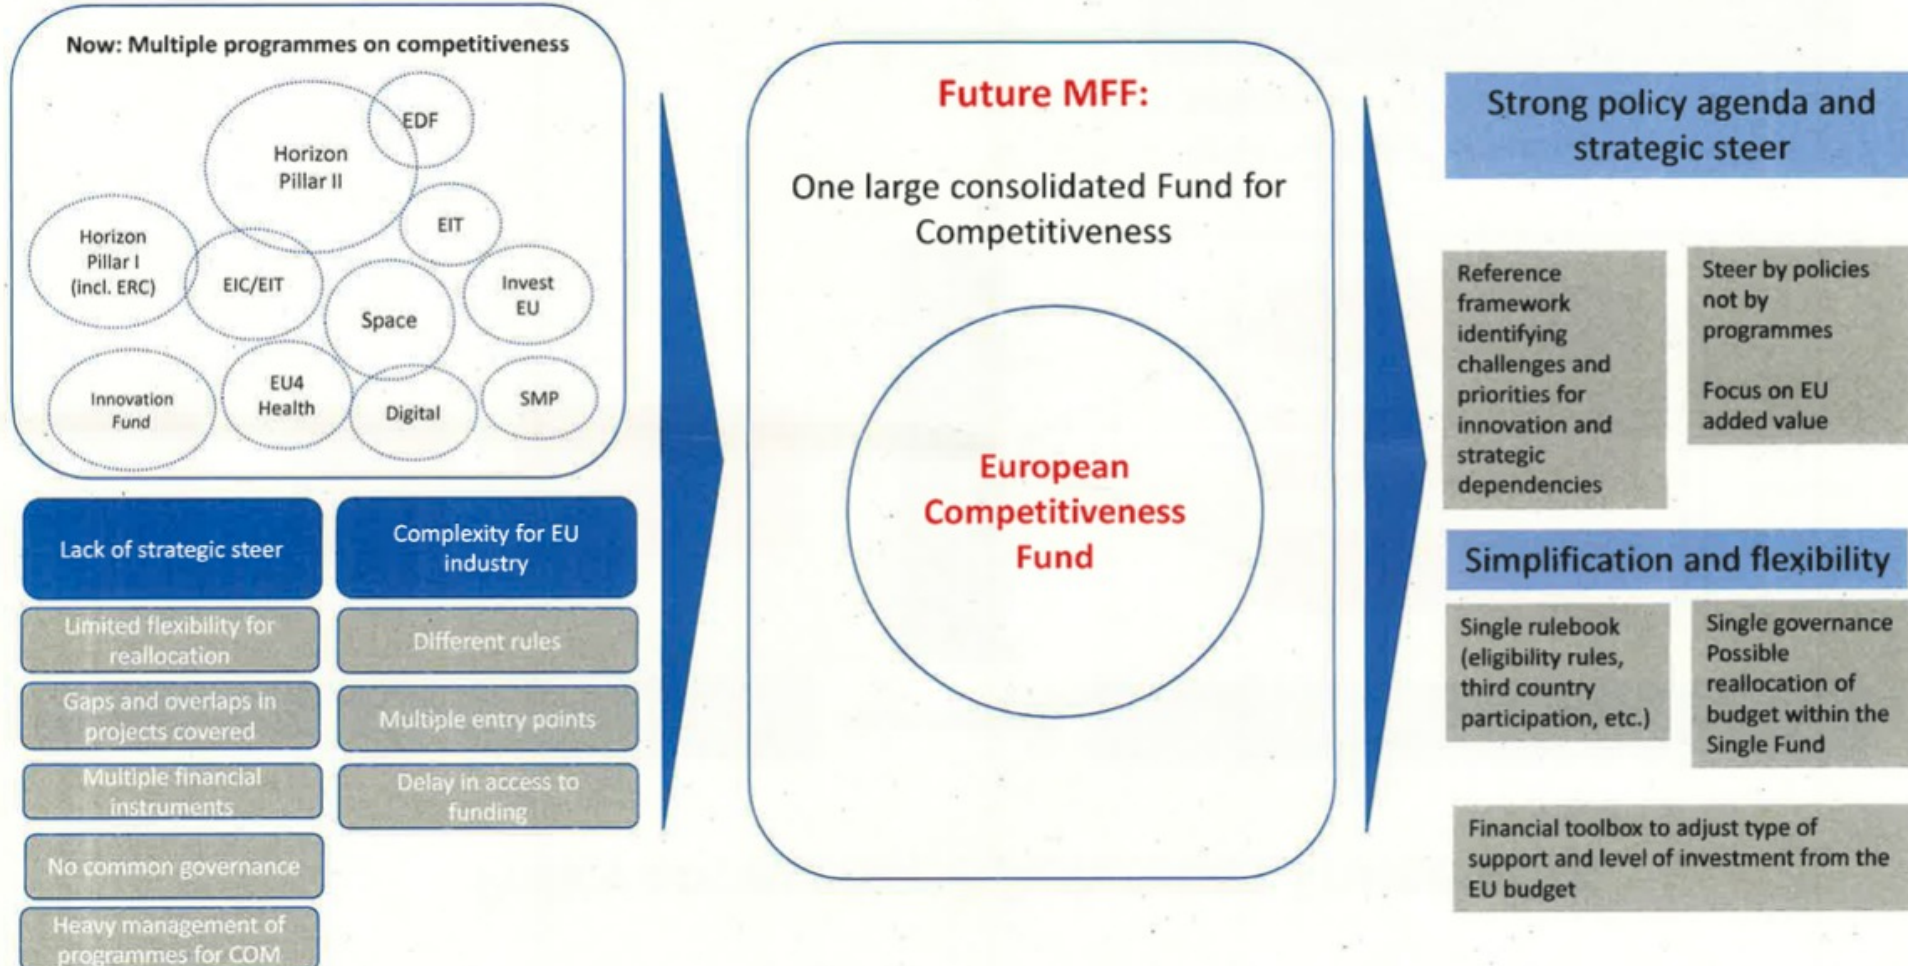 Now: Multiple programmes on competitiveness
EDF
Horizon
Pillar II
EIT
Horizon
Pillar I
(incl. ERC)
EIC/EIT
Invest
EU
Space
Innovation
Fund
EU4
Health
Digital
SMP
Lack of strategic steer
Limited flexibility for
reallocation
Gaps and overlaps in
projects covered
Multiple financial
instruments
No common governance
Heavy management of
programmes for COM
Complexity for EU
industry
Different rules
Multiple entry points
Delay in access to
funding
Future MFF:
One large consolidated Fund for
Competitiveness
European
Competitiveness
Fund
Strong policy agenda and
strategic steer
Reference
framework
identifying
challenges and
priorities for
innovation and
strategic
dependencies
Steer by policies
not by
programmes
Focus on EU
added value
Simplification and flexibility
Single rulebook
(eligibility rules,
third country
participation, etc.)
Single governance
Possible
reallocation of
budget within the
Single Fund
Financial toolbox to adjust type of
support and level of investment from the
EU budget